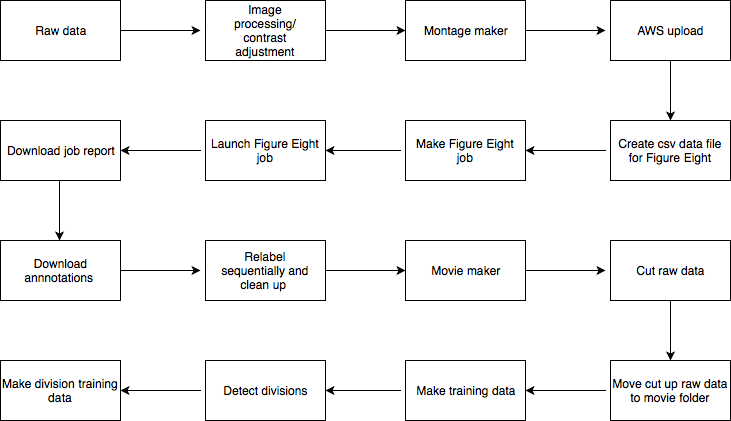 Raw data
Image
processing/
contrast
adjustment
Montage maker
AWS upload
Download job report
Launch Figure Eight
job
Make Figure Eight
job
Create csv data file
for Figure Eight
Download
annnotations
Relabel
sequentially and
clean up
Movie maker
Cut raw data
Make division training
data
Detect divisions
Make training data
Move cut up raw data
to movie folder